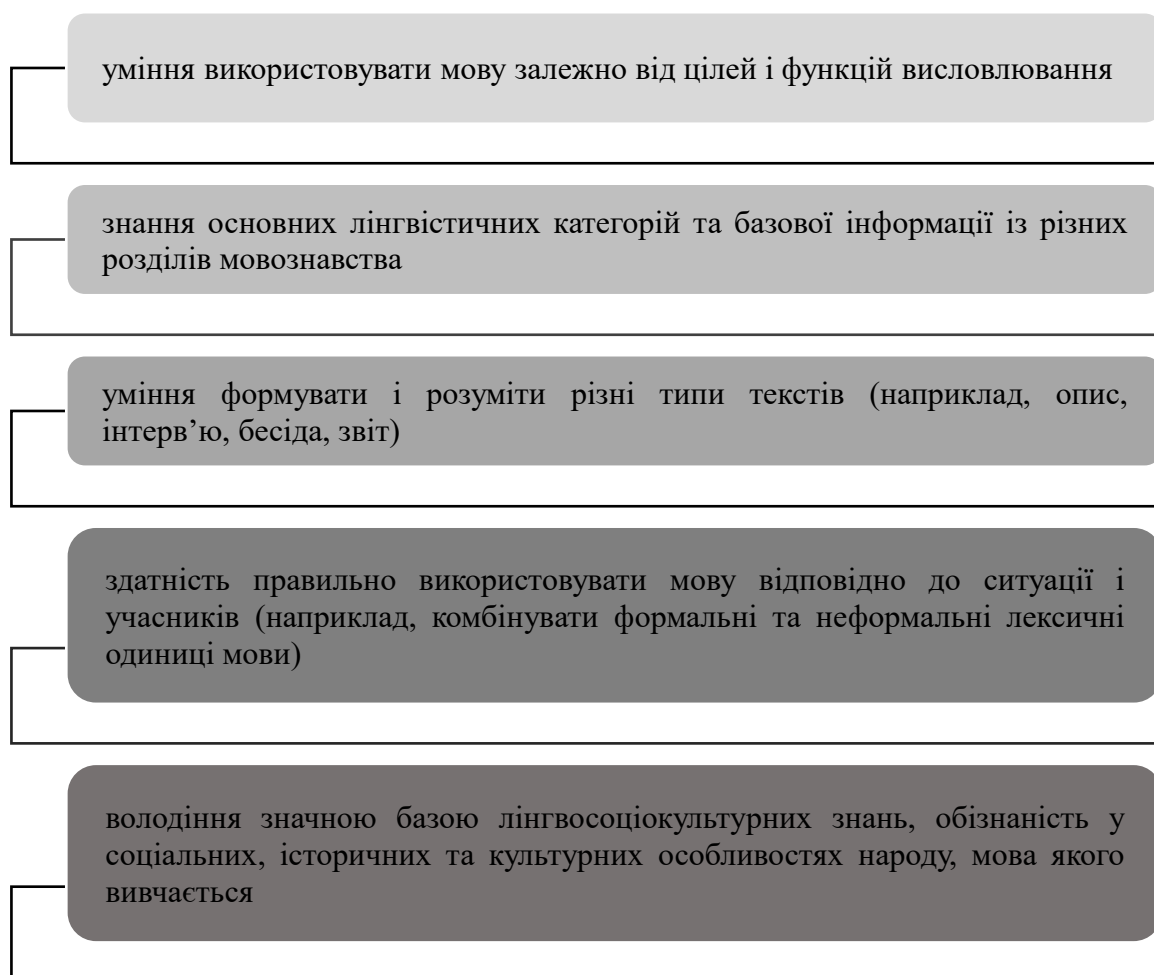 уміння використовувати мову залежно від цілей і функцій висловлювання
знання основних лінгвістичних категорій та базової інформації із різних
розділів мовознавства
уміння формувати і розуміти різні типи текстів (наприклад, опис,
інтерв’ю, бесіда, звіт)
здатність правильно використовувати мову відповідно до ситуації і
учасників (наприклад, комбінувати формальні та неформальні лексичні
одиниці мови)
володіння значною базою лінгвосоціокультурних знань, обізнаність у
соціальних, історичних та культурних особливостях народу, мова якого
вивчається